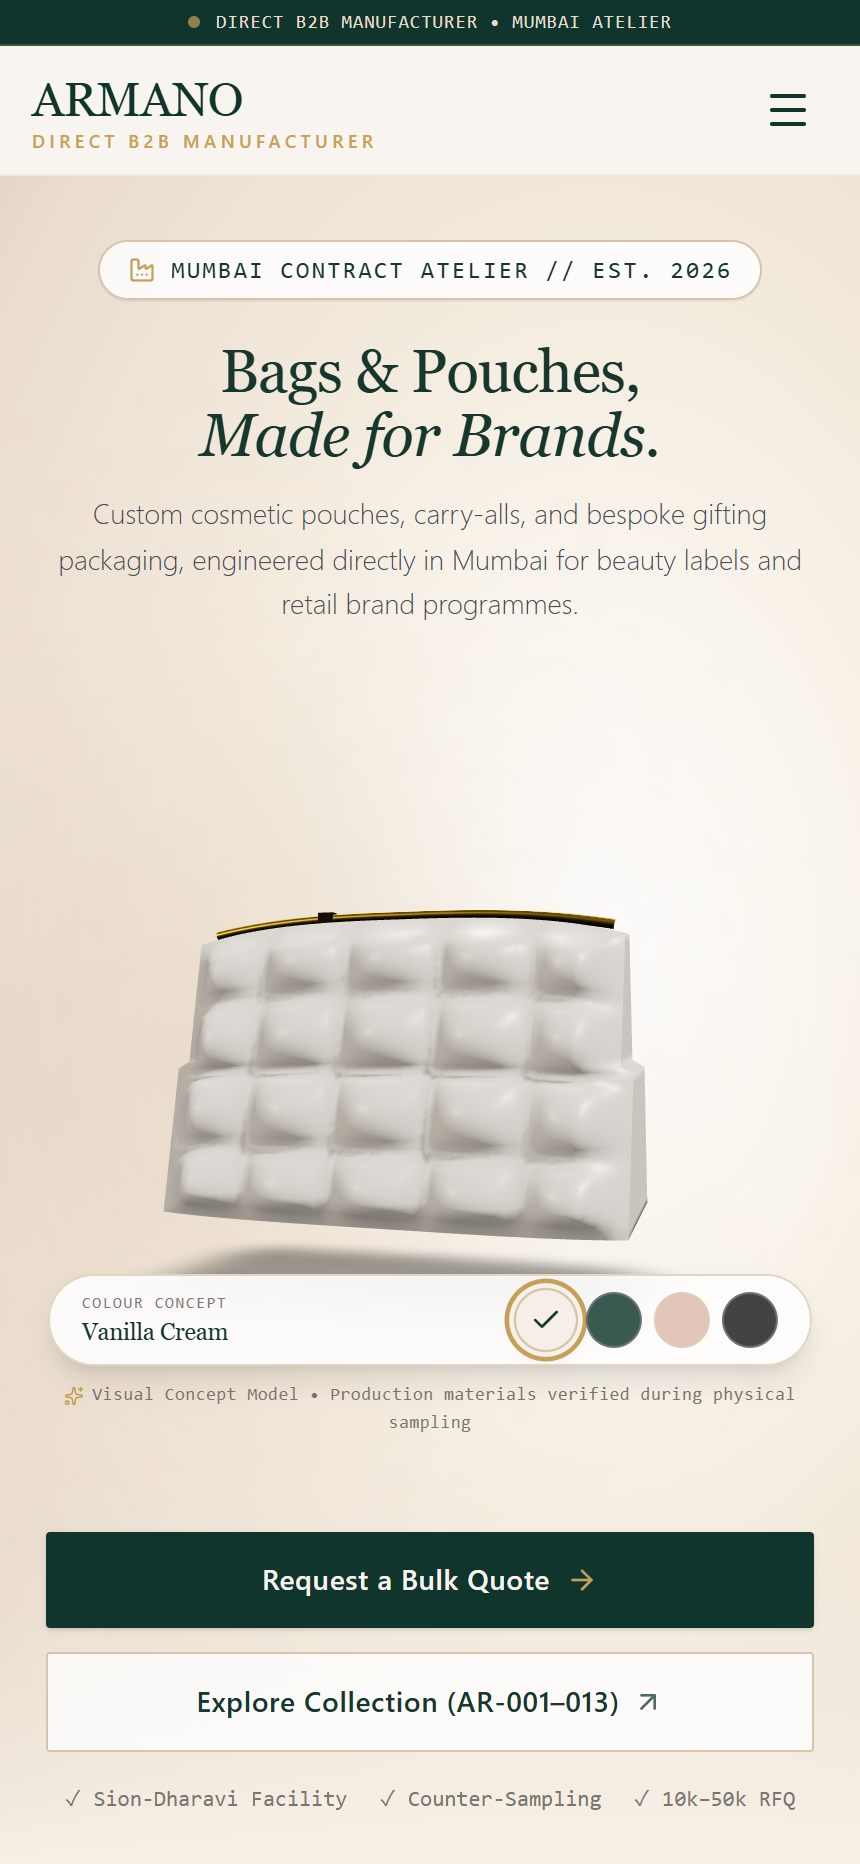 DIRECT B2B MANUFACTURER • MUMBAI ATELIER
ARMANO
DIRECT B2B MANUFACTURER
MUMBAI CONTRACT ATELIER // EST. 2026
Bags & Pouches,
Made for Brands.
Custom cosmetic pouches, carry-alls, and bespoke gifting
packaging, engineered directly in Mumbai for beauty labels and
retail brand programmes.
COLOUR CONCEPT
Vanilla Cream
Visual Concept Model • Production materials verified during physical
sampling
Request a Bulk Quote →
Explore Collection (AR-001–013) ↗
✓ Sion-Dharavi Facility ✓ Counter-Sampling ✓ 10k–50k RFQ